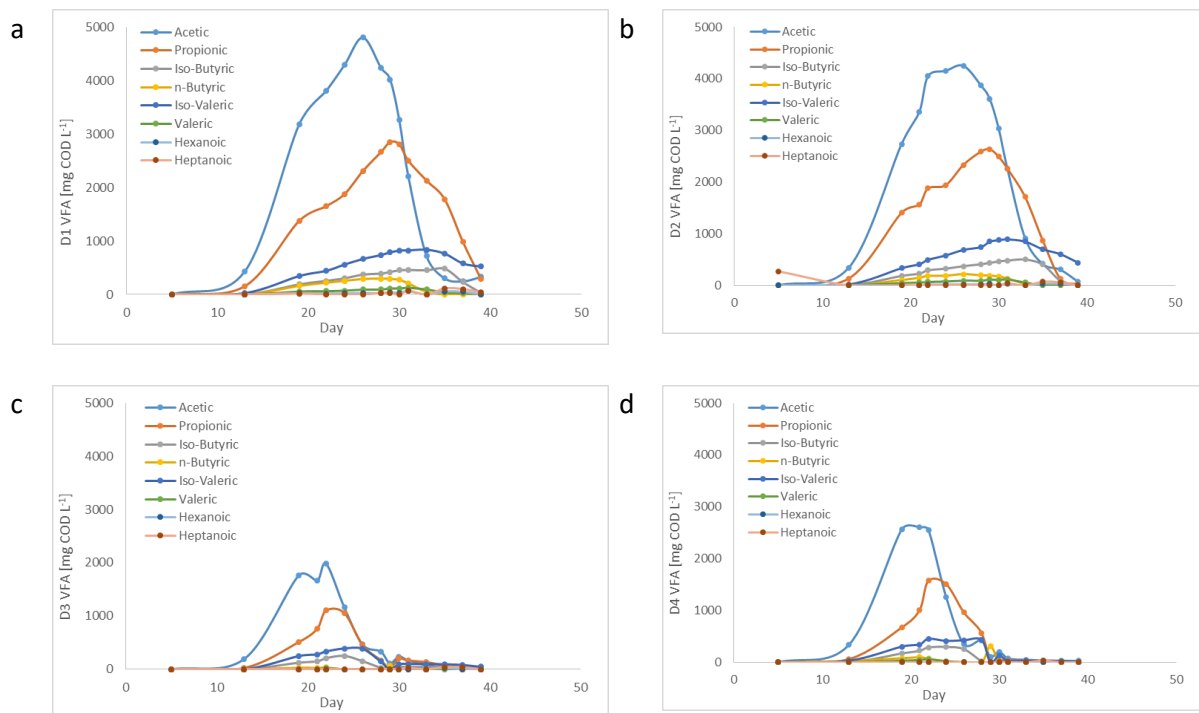 a
5000
4000
3000
2000
1000
0
D1 VFA [mg COD L-1]
Acetic
Propionic
Iso-Butyric
n-Butyric
Iso-Valeric
Valeric
Hexanoic
Heptanoic
0 10 20 30 40 50
Day
b
5000
4000
3000
2000
1000
0
D2 VFA [mg COD L-1]
Acetic
Propionic
Iso-Butyric
n-Butyric
Iso-Valeric
Valeric
Hexanoic
Heptanoic
0 10 20 30 40 50
Day
c
5000
4000
3000
2000
1000
0
D3 VFA [mg COD L-1]
Acetic
Propionic
Iso-Butyric
n-Butyric
Iso-Valeric
Valeric
Hexanoic
Heptanoic
0 10 20 30 40 50
Day
d
5000
4000
3000
2000
1000
0
D4 VFA [mg COD L-1]
Acetic
Propionic
Iso-Butyric
n-Butyric
Iso-Valeric
Valeric
Hexanoic
Heptanoic
0 10 20 30 40 50
Day